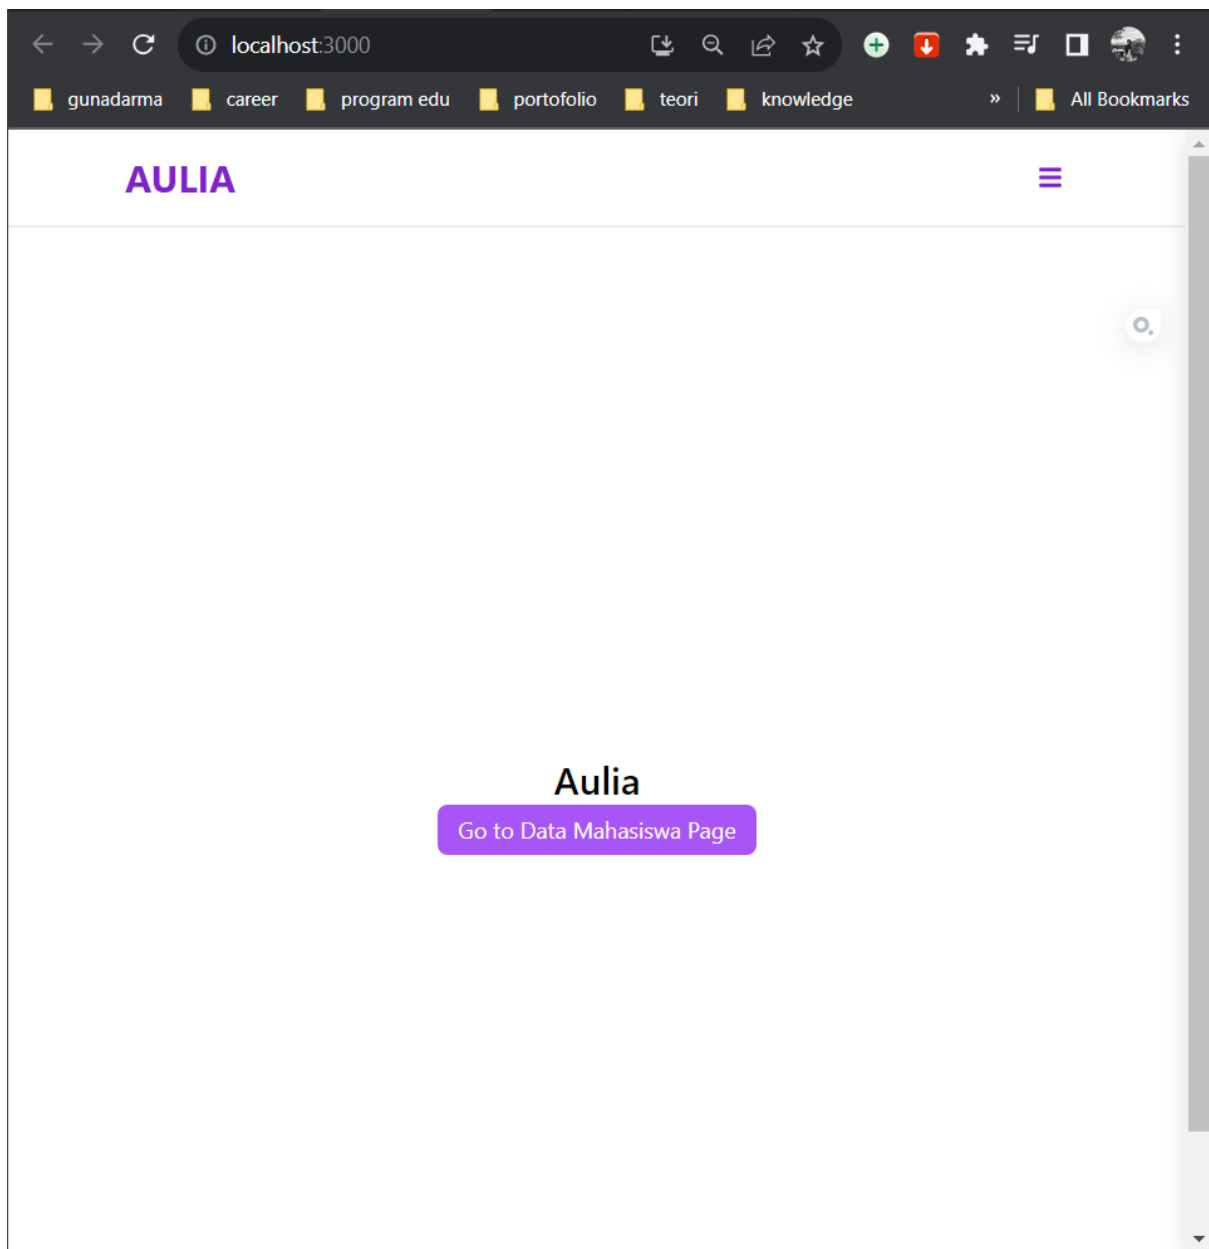 localhost:3000
gunadarma career program edu portofolio teori knowledge » All Bookmarks
AULIA
Aulia
Go to Data Mahasiswa Page